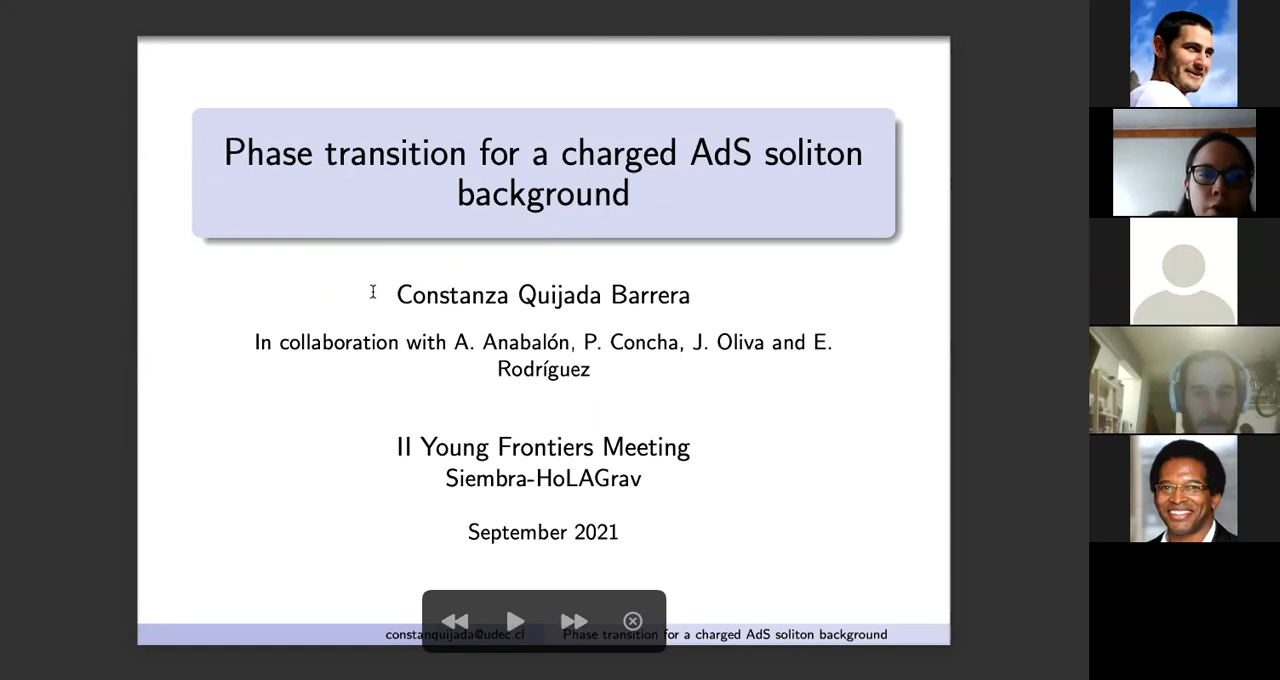 Phase transition for a charged AdS soliton
background
Constanza Quijada Barrera
In collaboration with A. Anabalón, P. Concha, J. Oliva and E.
Rodríguez
II Young Frontiers Meeting
Siembra-HoLAGrav
September 2021
constanquijada@udec.cl
Phase transition for a charged AdS soliton background